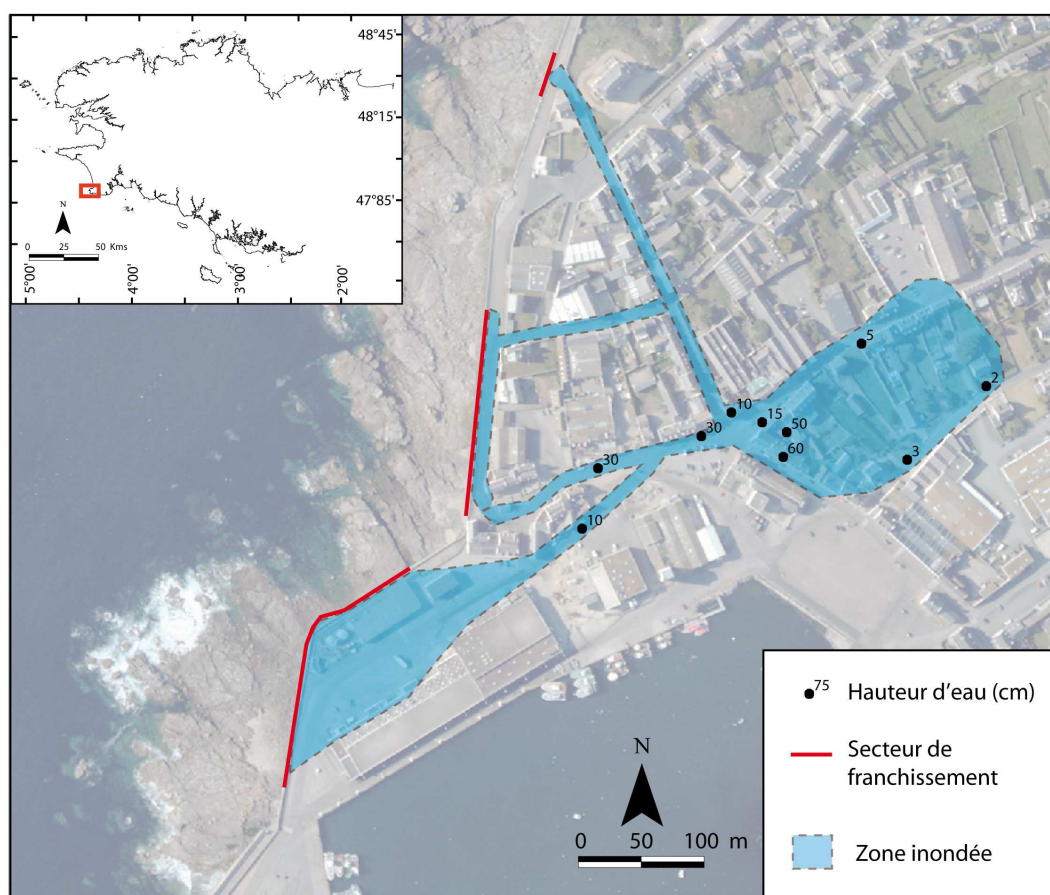 48°45'
48°15'
47°85'
N
0 25 50 Kms
5°00' 4°00' 3°00' 2°00'
5
2
10
15
50
30
60
3
30
10
N
0 50 100 m
75 Hauteur d'eau (cm)
Secteur de
franchissement
Zone inondée